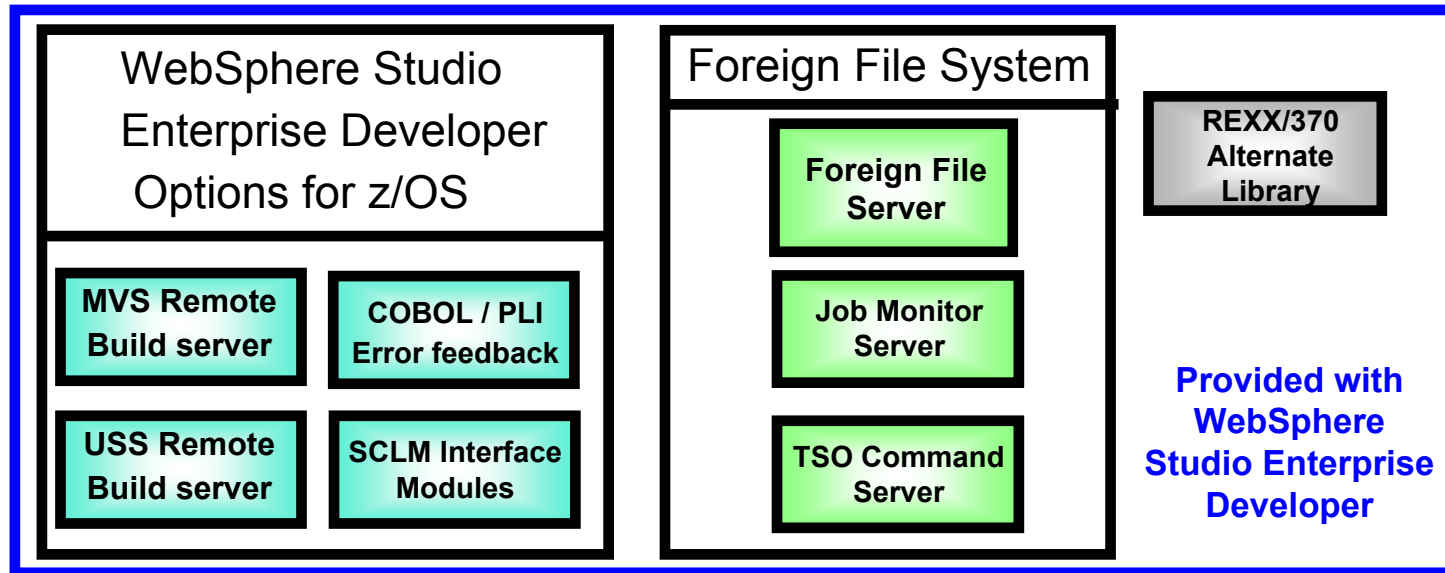 WebSphere Studio
Enterprise Developer
Options for z/OS
MVS Remote
Build server
COBOL / PLI
Error feedback
USS Remote
Build server
SCLM Interface
Modules
Foreign File System
Foreign File
Server
Job Monitor
Server
TSO Command
Server
REXX/370
Alternate
Library
Provided with
WebSphere
Studio Enterprise
Developer